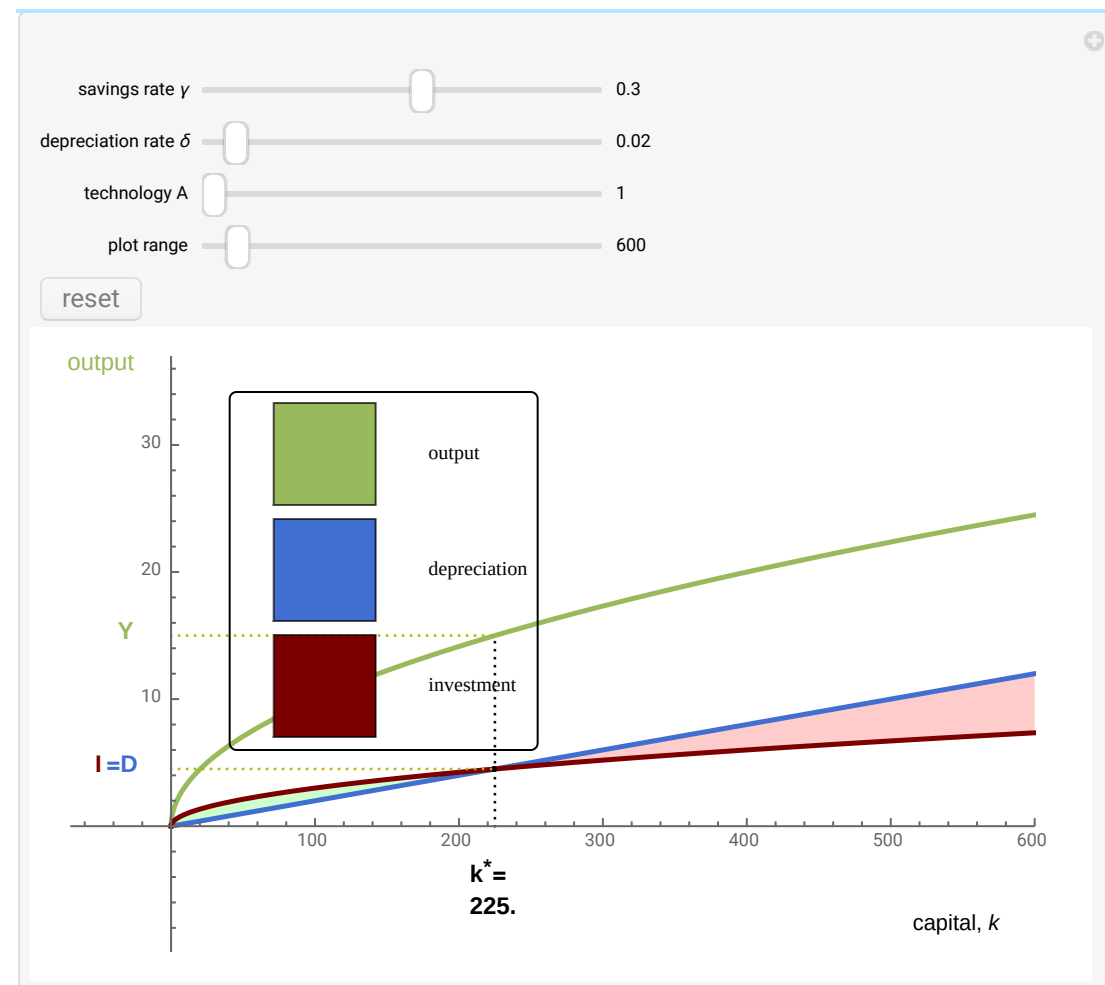 savings rate γ 0.3
depreciation rate δ 0.02
technology A 1
plot range 600
reset
output
30
20
Y
10
I =D
output
depreciation
investment
100 200 300 400 500 600
k*=
225.
capital, k